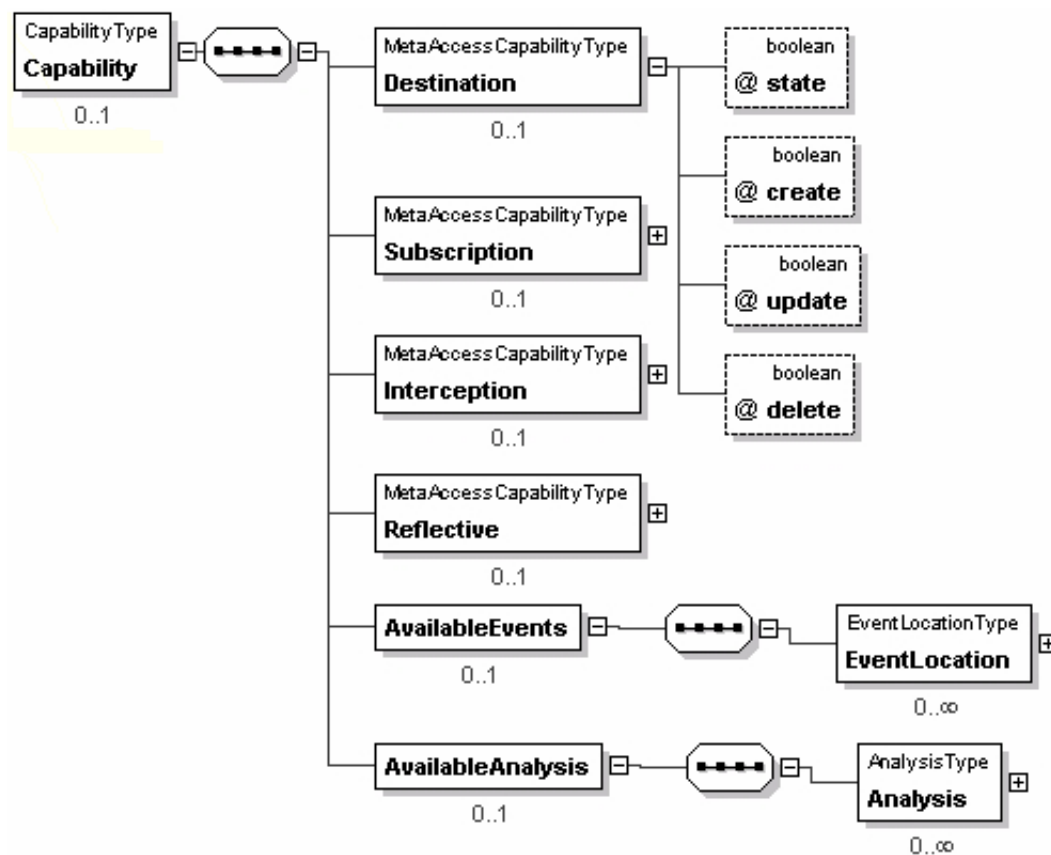 CapabilityType
Capability
0..1
MetaAccessCapabilityType
Destination
0..1
boolean
@ state
boolean
@ create
boolean
@ update
boolean
@ delete
MetaAccessCapabilityType
Subscription
0..1
MetaAccessCapabilityType
Interception
0..1
MetaAccessCapabilityType
Reflective
0..1
AvailableEvents
0..1
EventLocationType
EventLocation
0..∞
AvailableAnalysis
0..1
AnalysisType
Analysis
0..∞